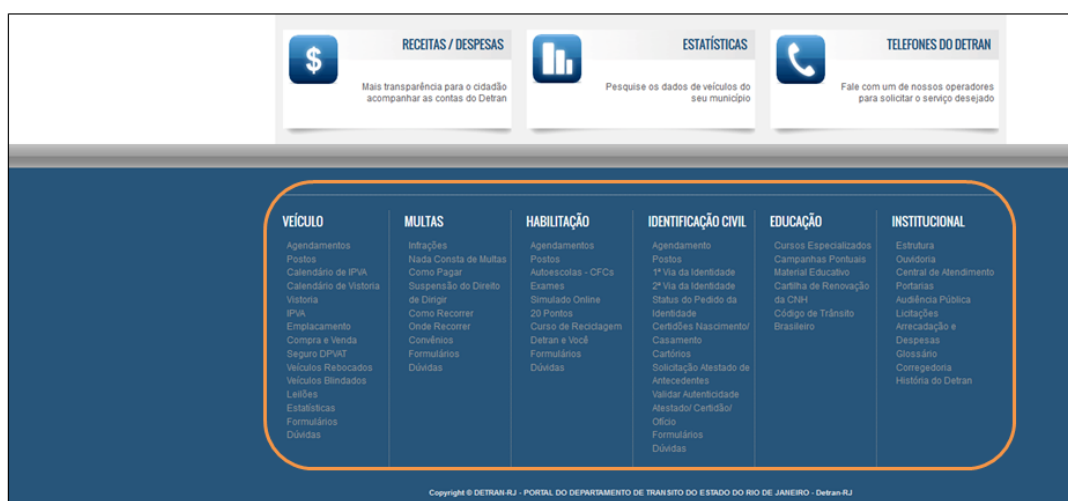 RECEITAS / DESPESAS
Mais transparência para o cidadão
acompanhar as contas do Detran
ESTATÍSTICAS
Pesquise os dados de veículos do
seu município
TELEFONES DO DETRAN
Fale com um de nossos operadores
para solicitar o serviço desejado
VEÍCULO
Agendamentos
Postos
Calendário de IPVA
Calendário de Vistoria
Vistoria
IPVA
Emplacamento
Compra e Venda
Seguro DPVAT
Veículos Rebocados
Veículos Blindados
Leilões
Estatísticas
Formulários
Dúvidas
MULTAS
Infrações
Nada Consta de Multas
Como Pagar
Suspensão do Direito
de Dirigir
Como Recorrer
Onde Recorrer
Convênios
Formulários
Dúvidas
HABILITAÇÃO
Agendamentos
Postos
Autoescolas - CFCs
Exames
Simulado Online
20 Pontos
Curso de Reciclagem
Detran e Você
Formulários
Dúvidas
IDENTIFICAÇÃO CIVIL
Agendamento
Postos
1ª Via da Identidade
2ª Via da Identidade
Status do Pedido da
Identidade
Certidões Nascimento/
Casamento
Cartórios
Solicitação Atestado de
Antecedentes
Validar Autenticidade
Atestado/ Certidão/
Ofício
Formulários
Dúvidas
EDUCAÇÃO
Cursos Especializados
Campanhas Pontuais
Material Educativo
Cartilha de Renovação
da CNH
Código de Trânsito
Brasileiro
INSTITUCIONAL
Estrutura
Ouvidoria
Central de Atendimento
Portarias
Audiência Pública
Licitações
Arrecadação e
Despesas
Glossário
Corregedoria
História do Detran
Copyright © DETRAN-RJ - PORTAL DO DEPARTAMENTO DE TRANSITO DO ESTADO DO RIO DE JANEIRO - Detran-RJ